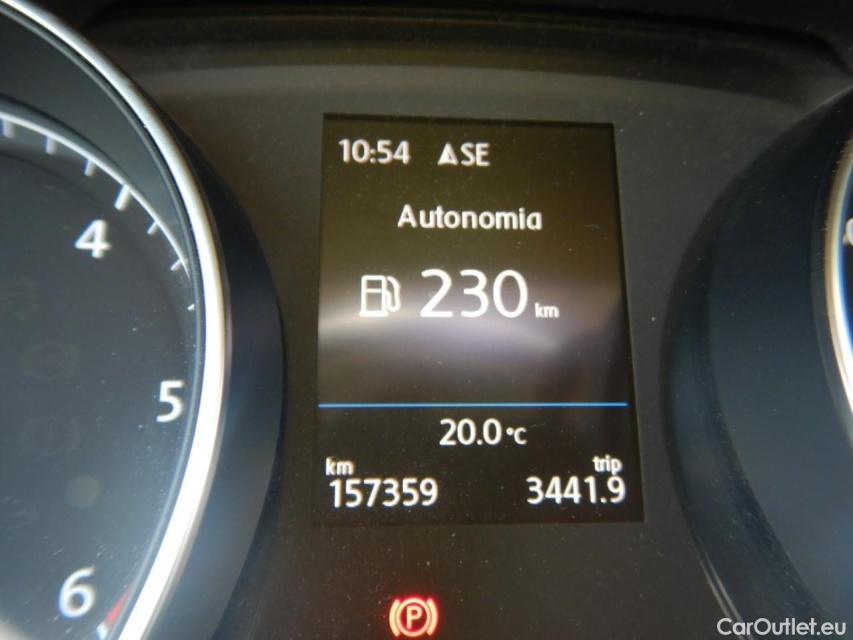 10:54 SE
Autonomia
230 km
20.0°C
km trip
157359 3441.9
4
5
6
P
CarOutlet.eu